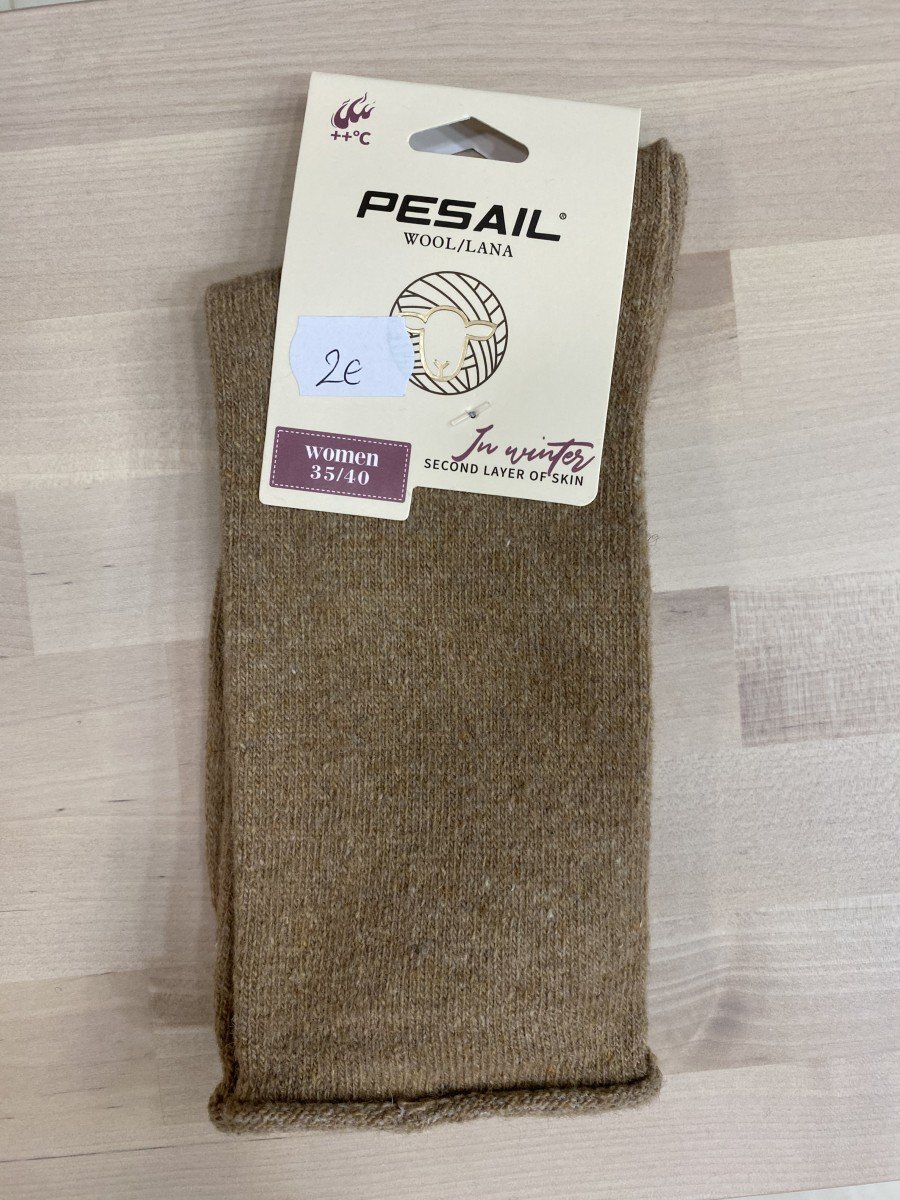 ++°C
PESAIL®
WOOL/LANA
2€
women
35/40
In winter
SECOND LAYER OF SKIN